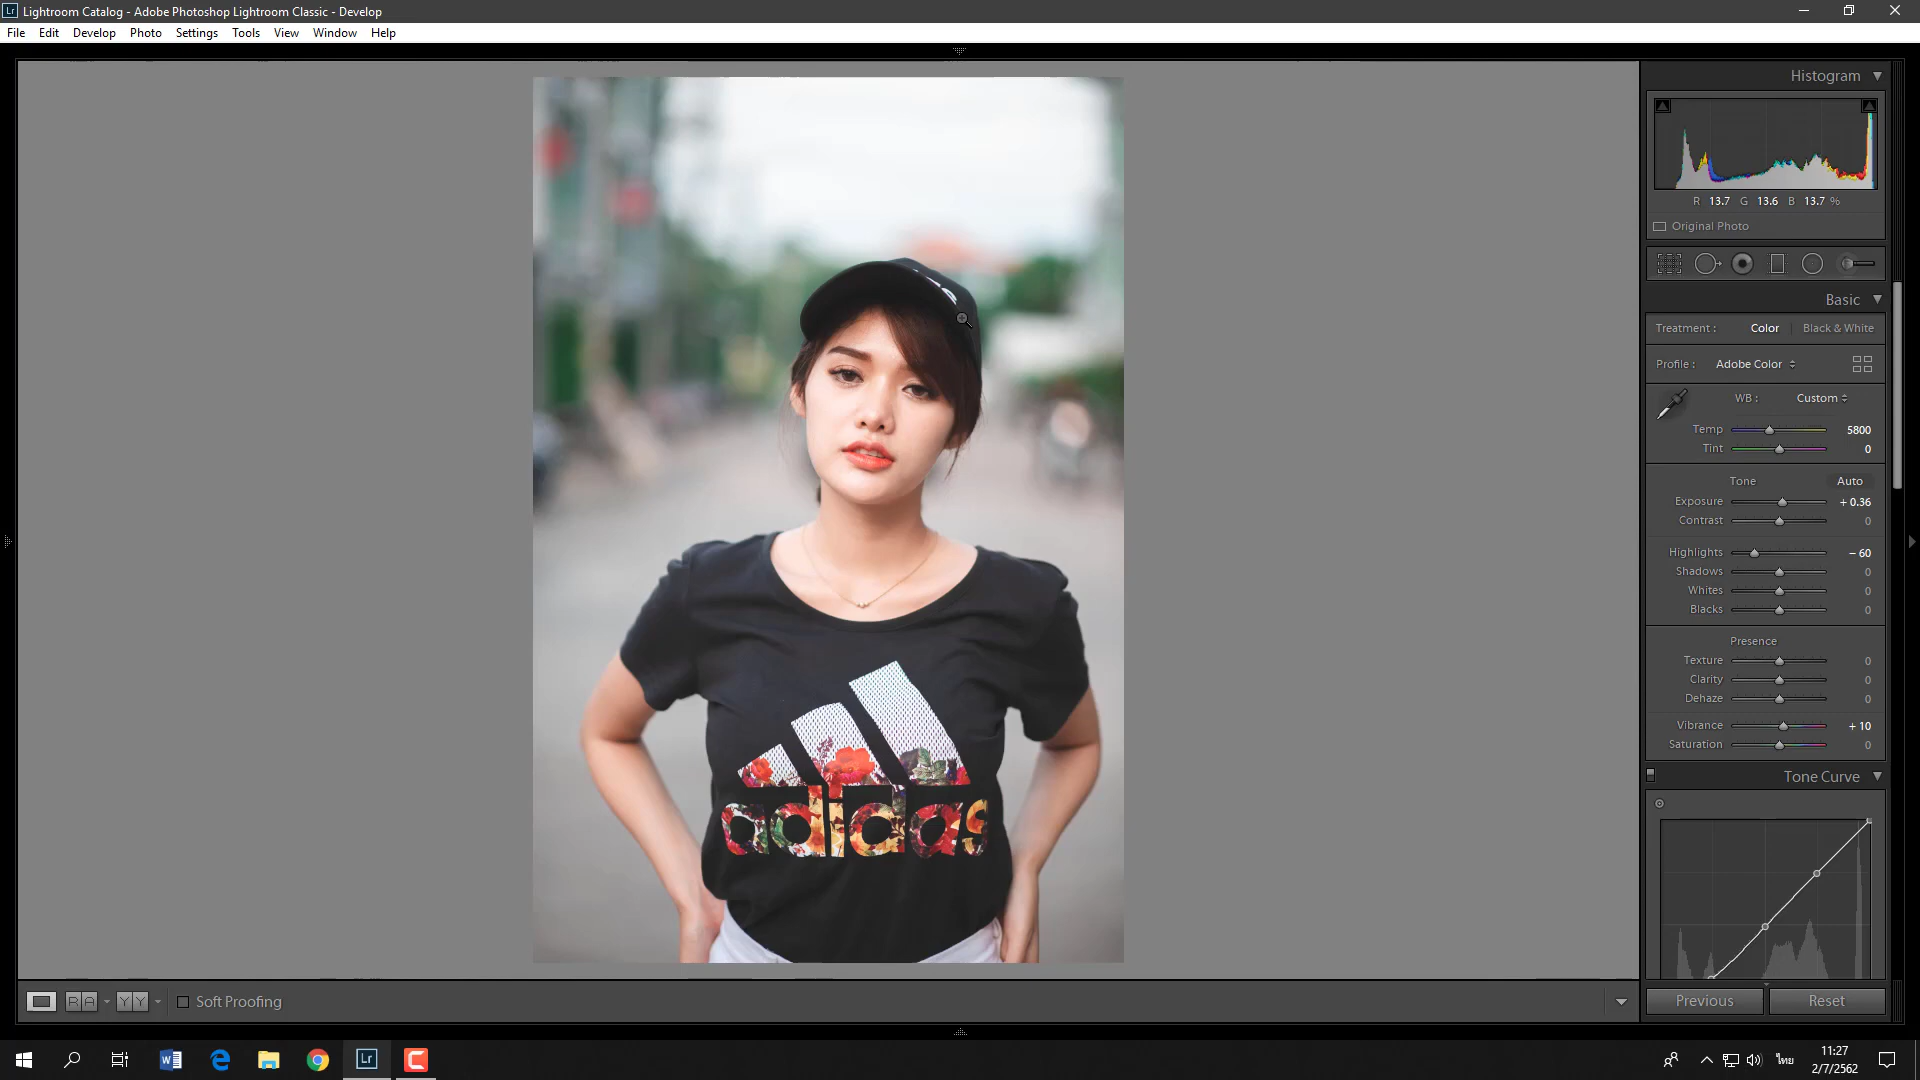 Lightroom Catalog - Adobe Photoshop Lightroom Classic - Develop
File Edit Develop Photo Settings Tools View Window Help
Histogram
R 13.7 G 13.6 B 13.7 %
Original Photo
Basic
Treatment : Color Black & White
Profile : Adobe Color
WB : Custom
Temp 5800
Tint 0
Tone Auto
Exposure + 0.36
Contrast 0
Highlights – 60
Shadows 0
Whites 0
Blacks 0
Presence
Texture 0
Clarity 0
Dehaze 0
Vibrance + 10
Saturation 0
Tone Curve
adidas
R A Y Y Soft Proofing
Previous Reset
Lr
ไทย
11:27
2/7/2562